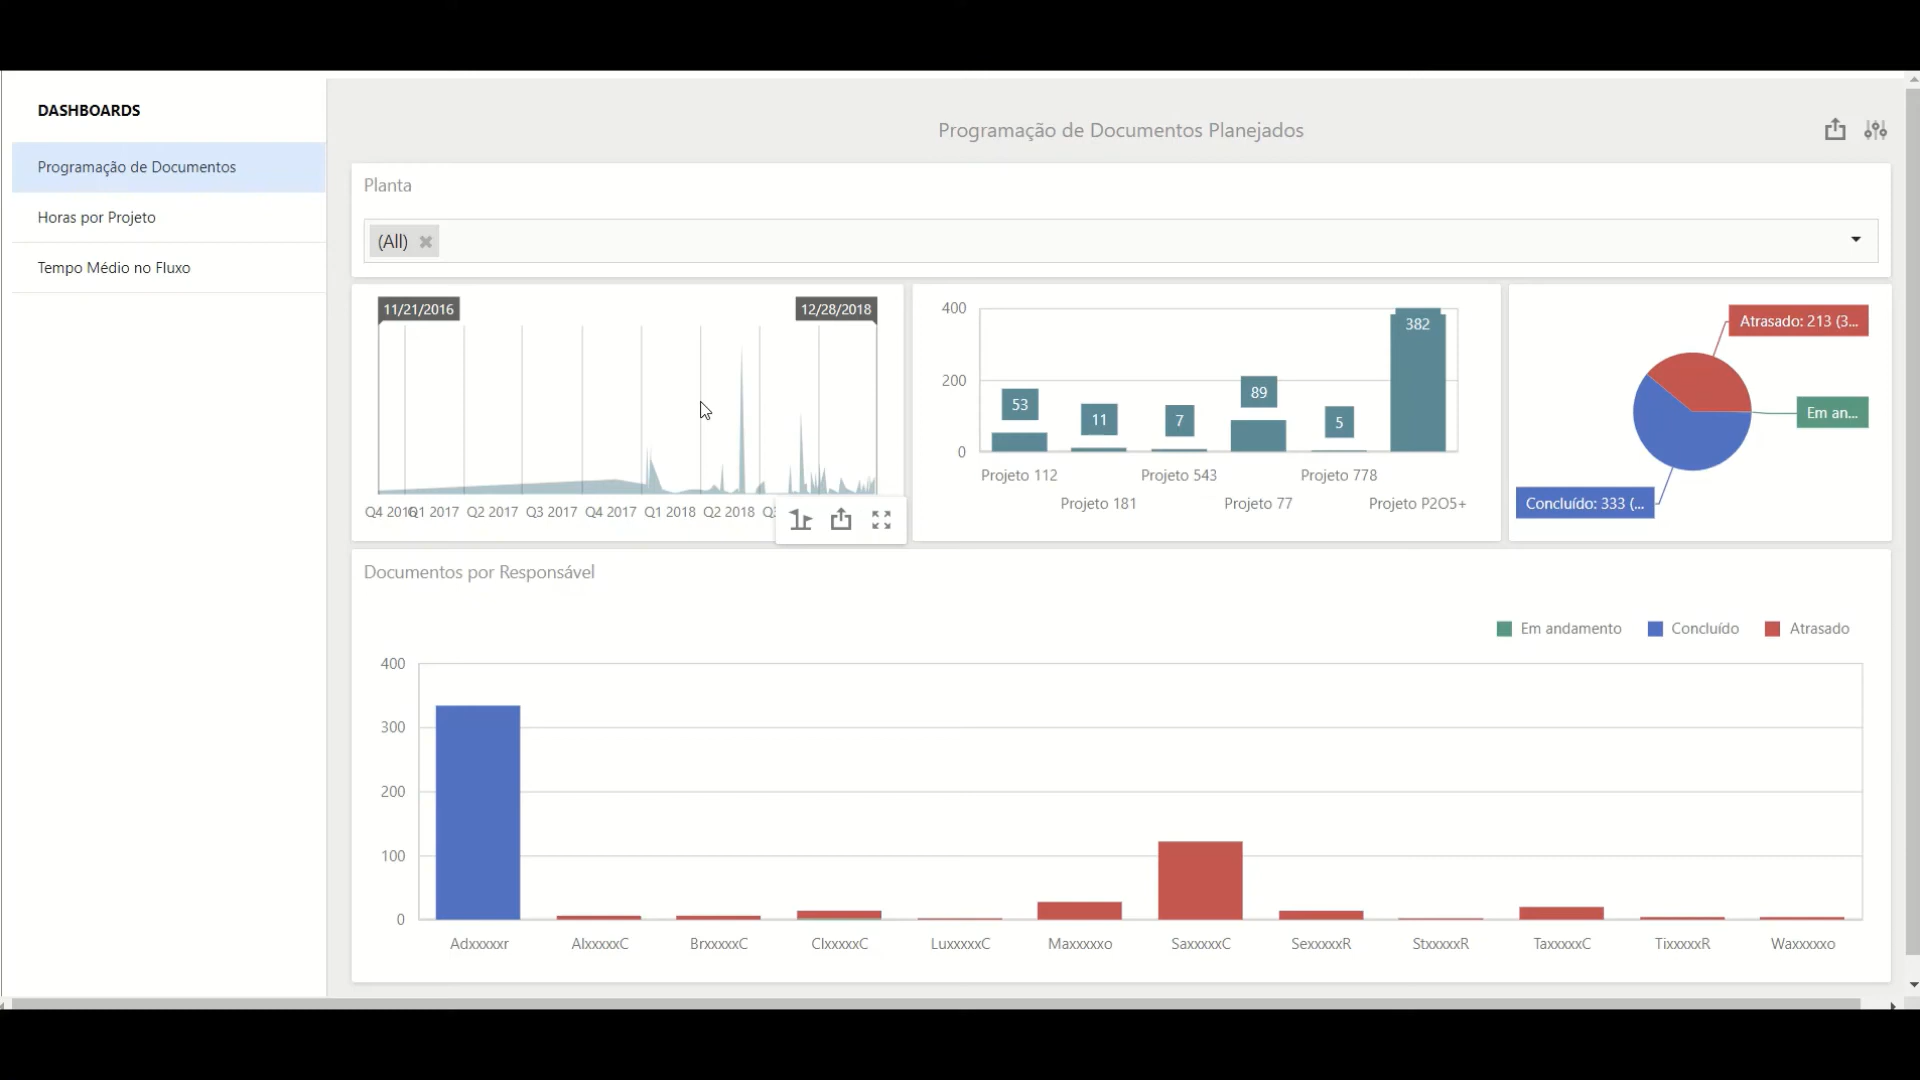 DASHBOARDS
Programação de Documentos
Horas por Projeto
Tempo Médio no Fluxo
Programação de Documentos Planejados
Planta
(All)
11/21/2016
12/28/2018
Q4 2016 Q1 2017 Q2 2017 Q3 2017 Q4 2017 Q1 2018 Q2 2018
400
200
0
53
11
7
89
5
382
Projeto 112
Projeto 181
Projeto 543
Projeto 77
Projeto 778
Projeto P2O5+
Atrasado: 213 (3...
Em an...
Concluído: 333 (...
Documentos por Responsável
Em andamento
Concluído
Atrasado
400
300
200
100
0
Adxxxxxr
AlxxxxxC
BrxxxxxC
ClxxxxxC
LuxxxxxC
Maxxxxxo
SaxxxxxC
SexxxxxR
StxxxxxR
TaxxxxxC
TixxxxxR
Waxxxxxo